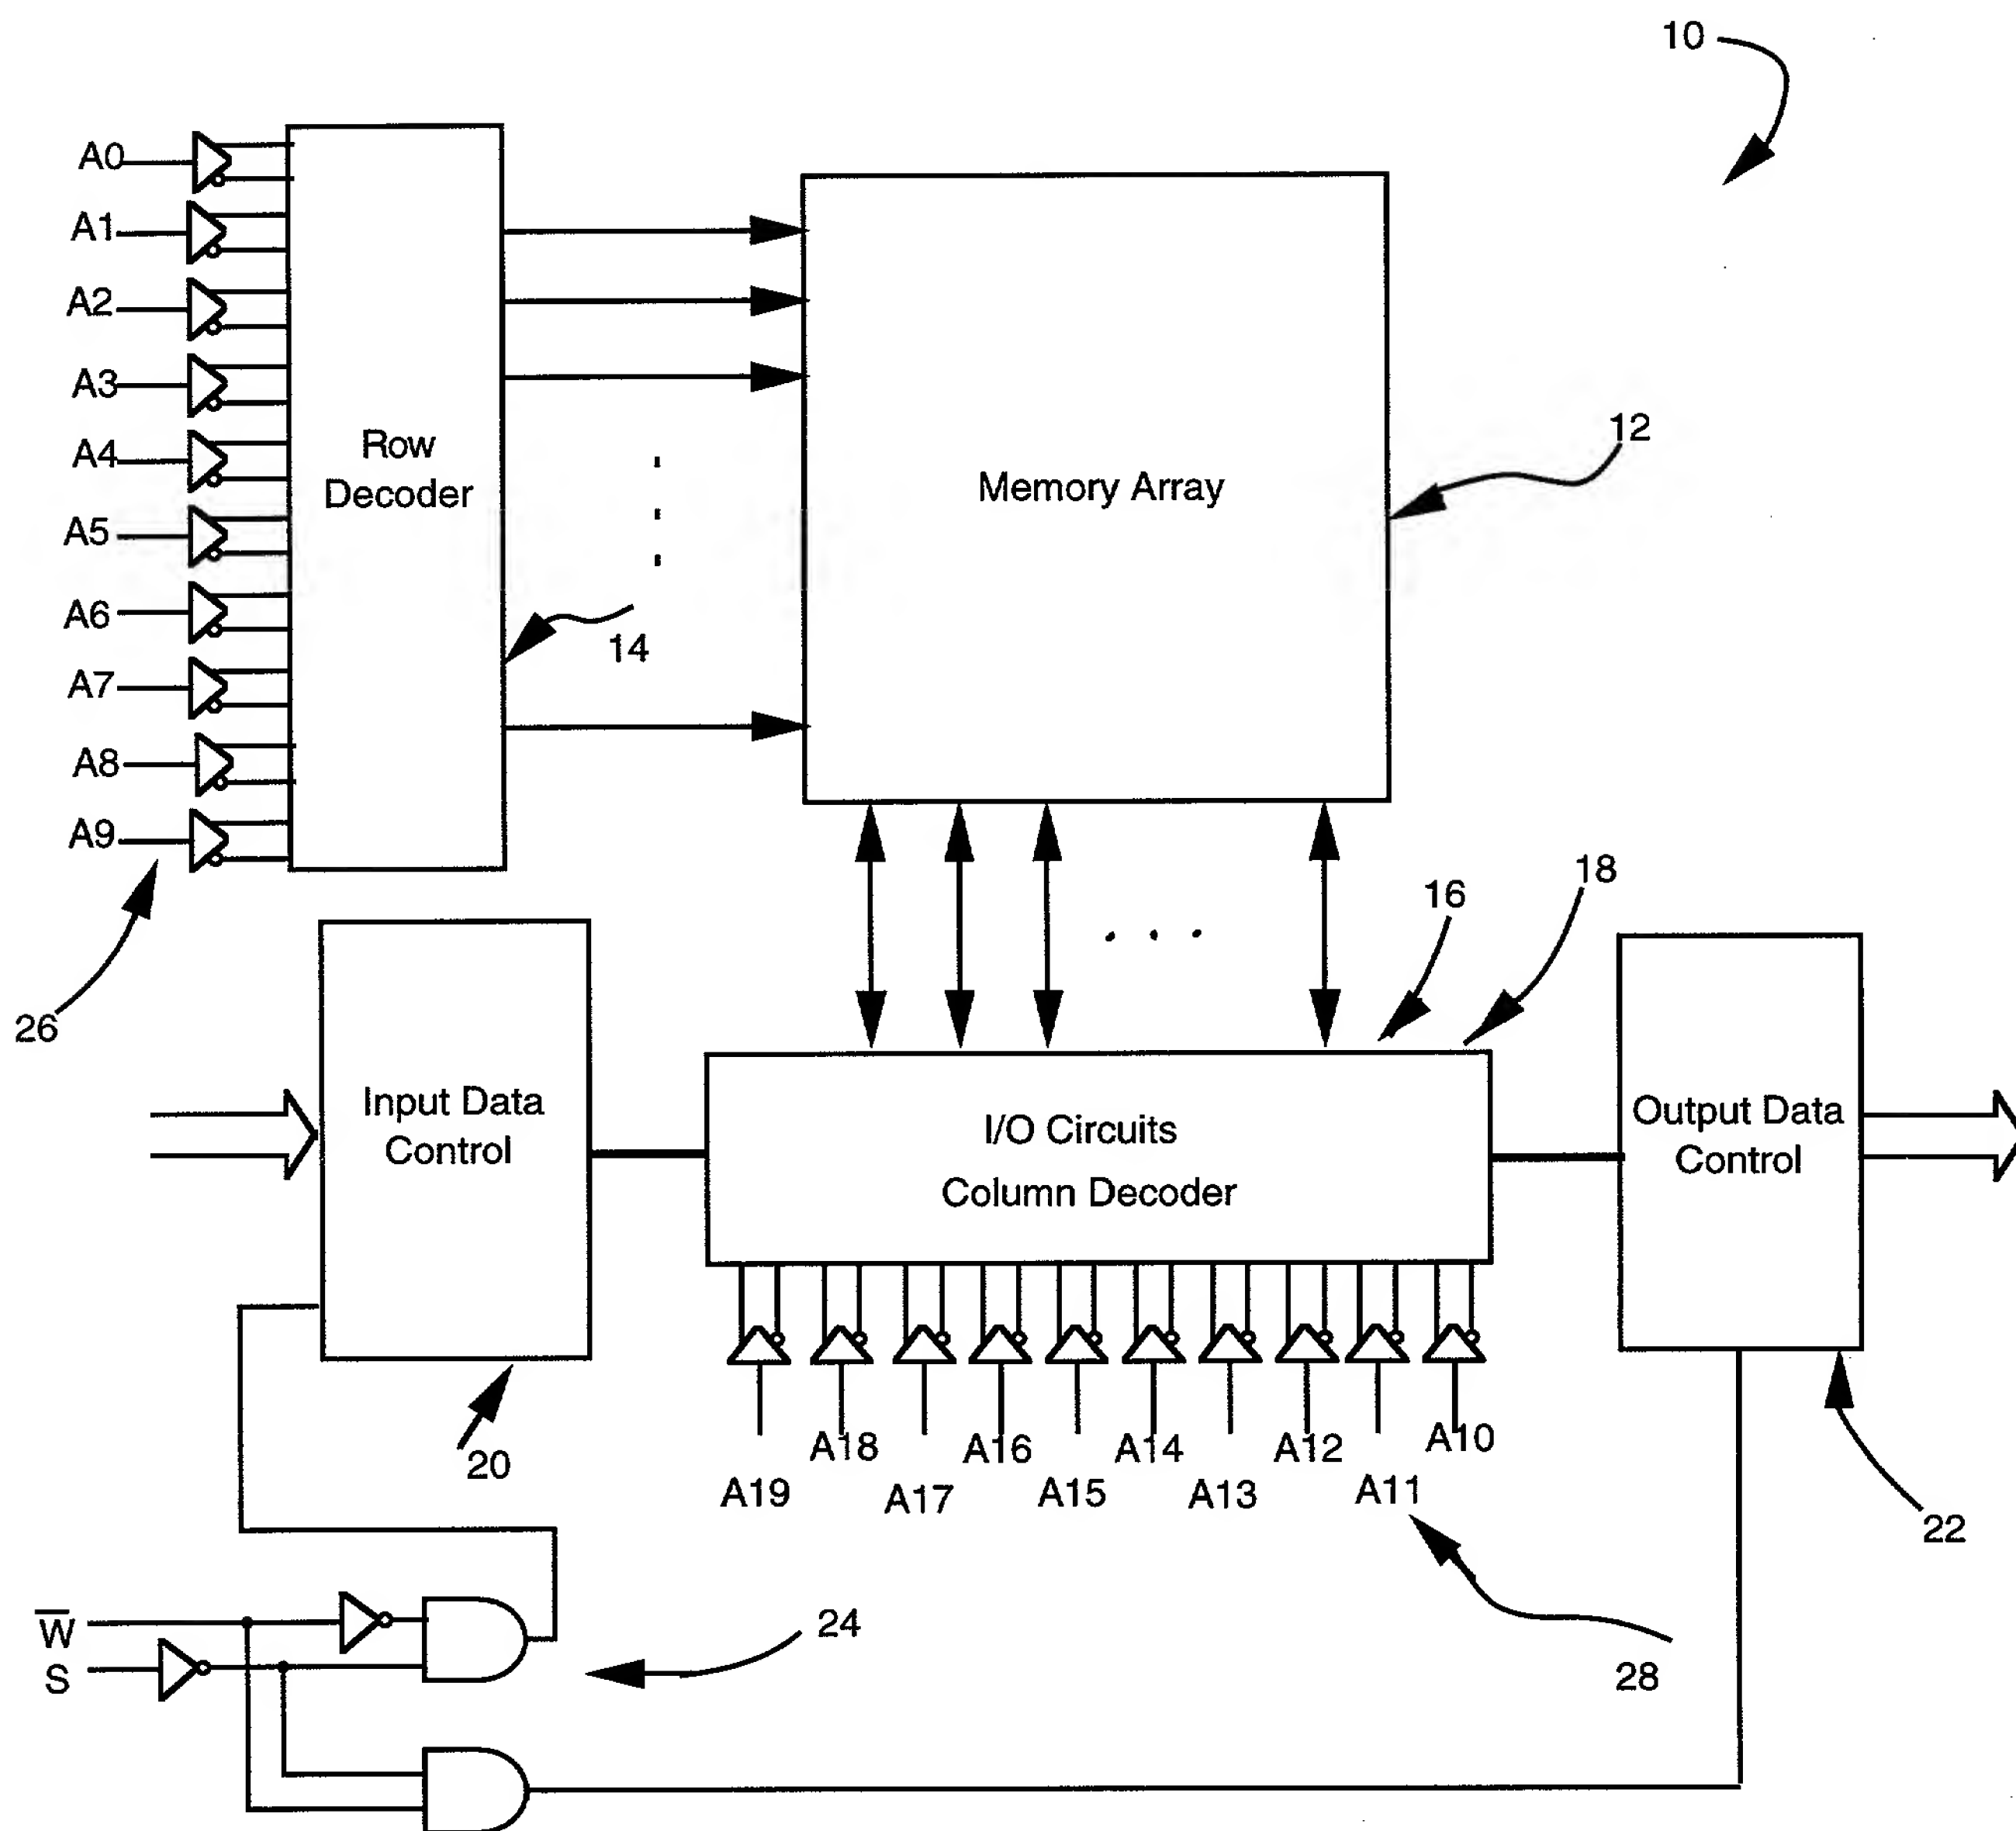 10
A0
A1
A2
A3
A4
A5
A6
A7
A8
A9
Row
Decoder
Memory Array
12
14
26
16
18
Input Data
Control
I/O Circuits
Column Decoder
Output Data
Control
20
A19
A18
A17
A16
A15
A14
A13
A12
A11
A10
22
W̅
S
24
28